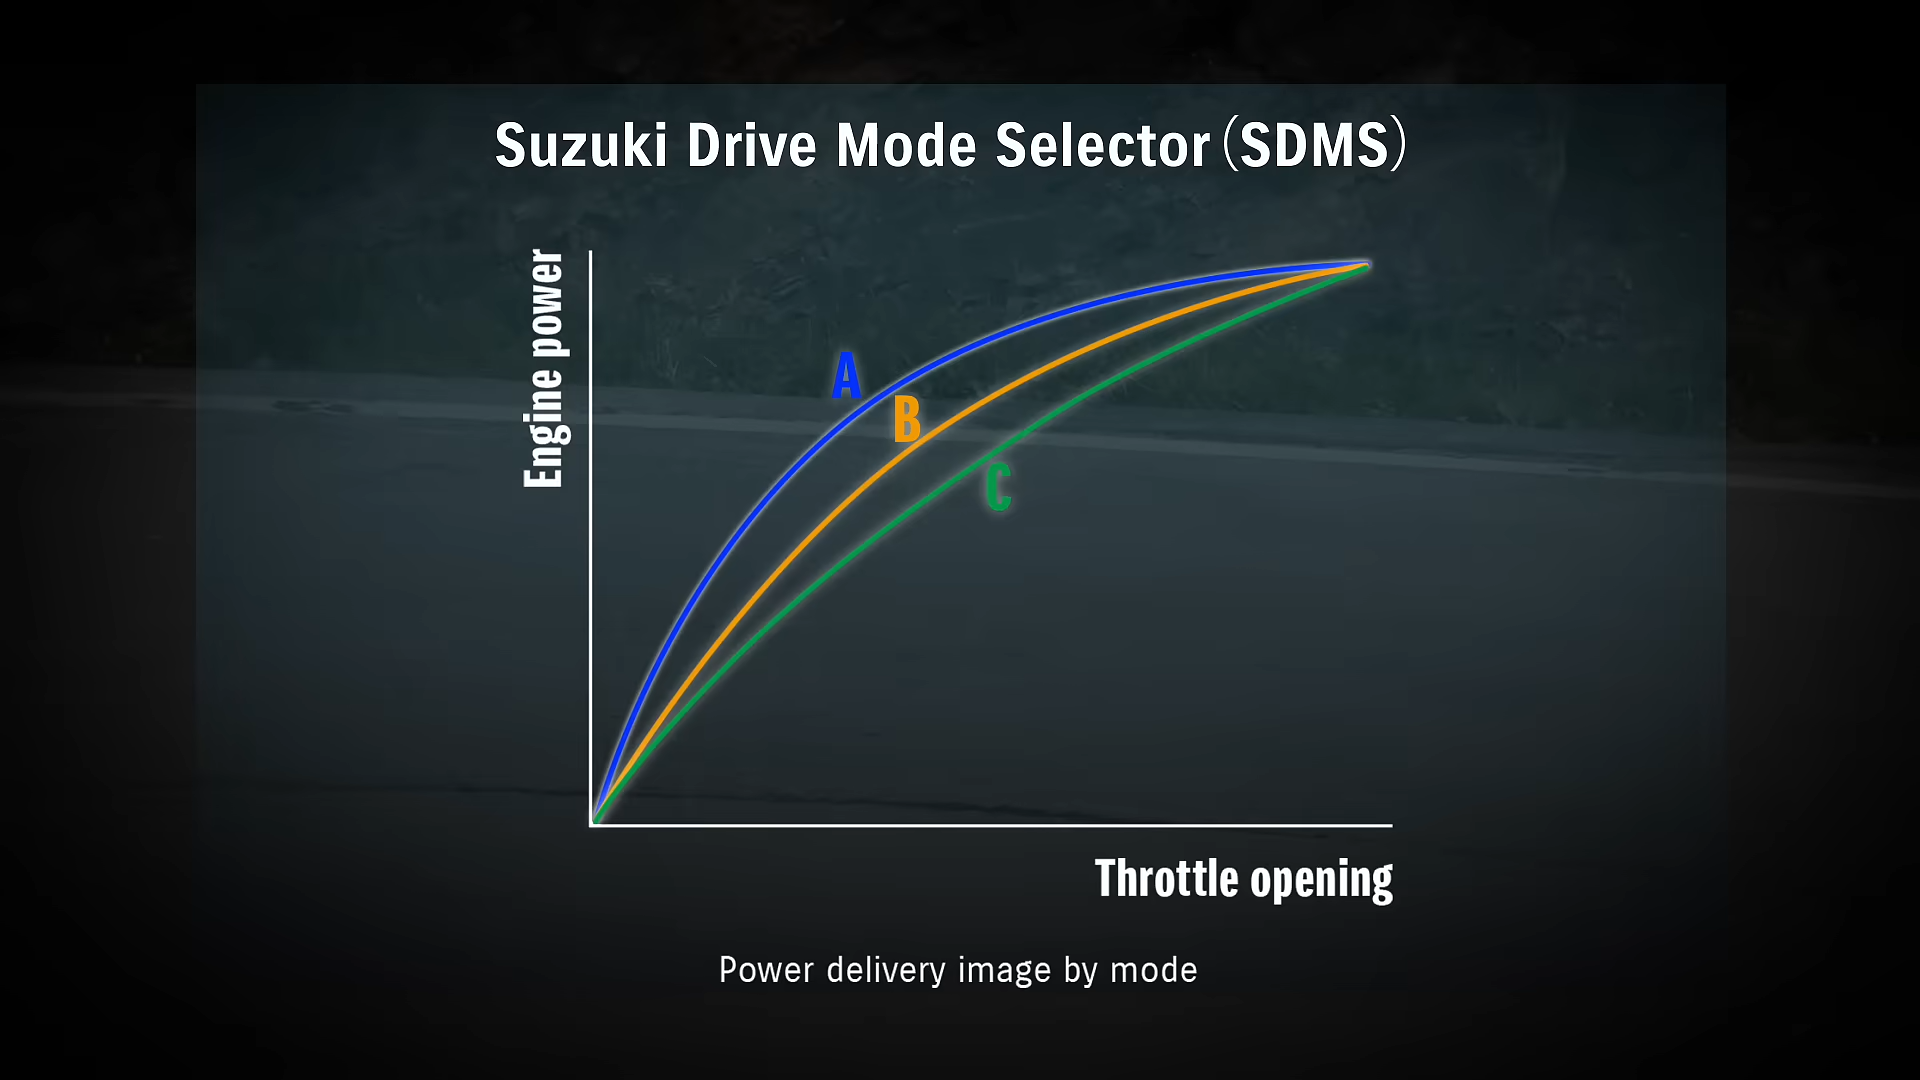 Suzuki Drive Mode Selector(SDMS)
Engine power
A
B
C
Throttle opening
Power delivery image by mode